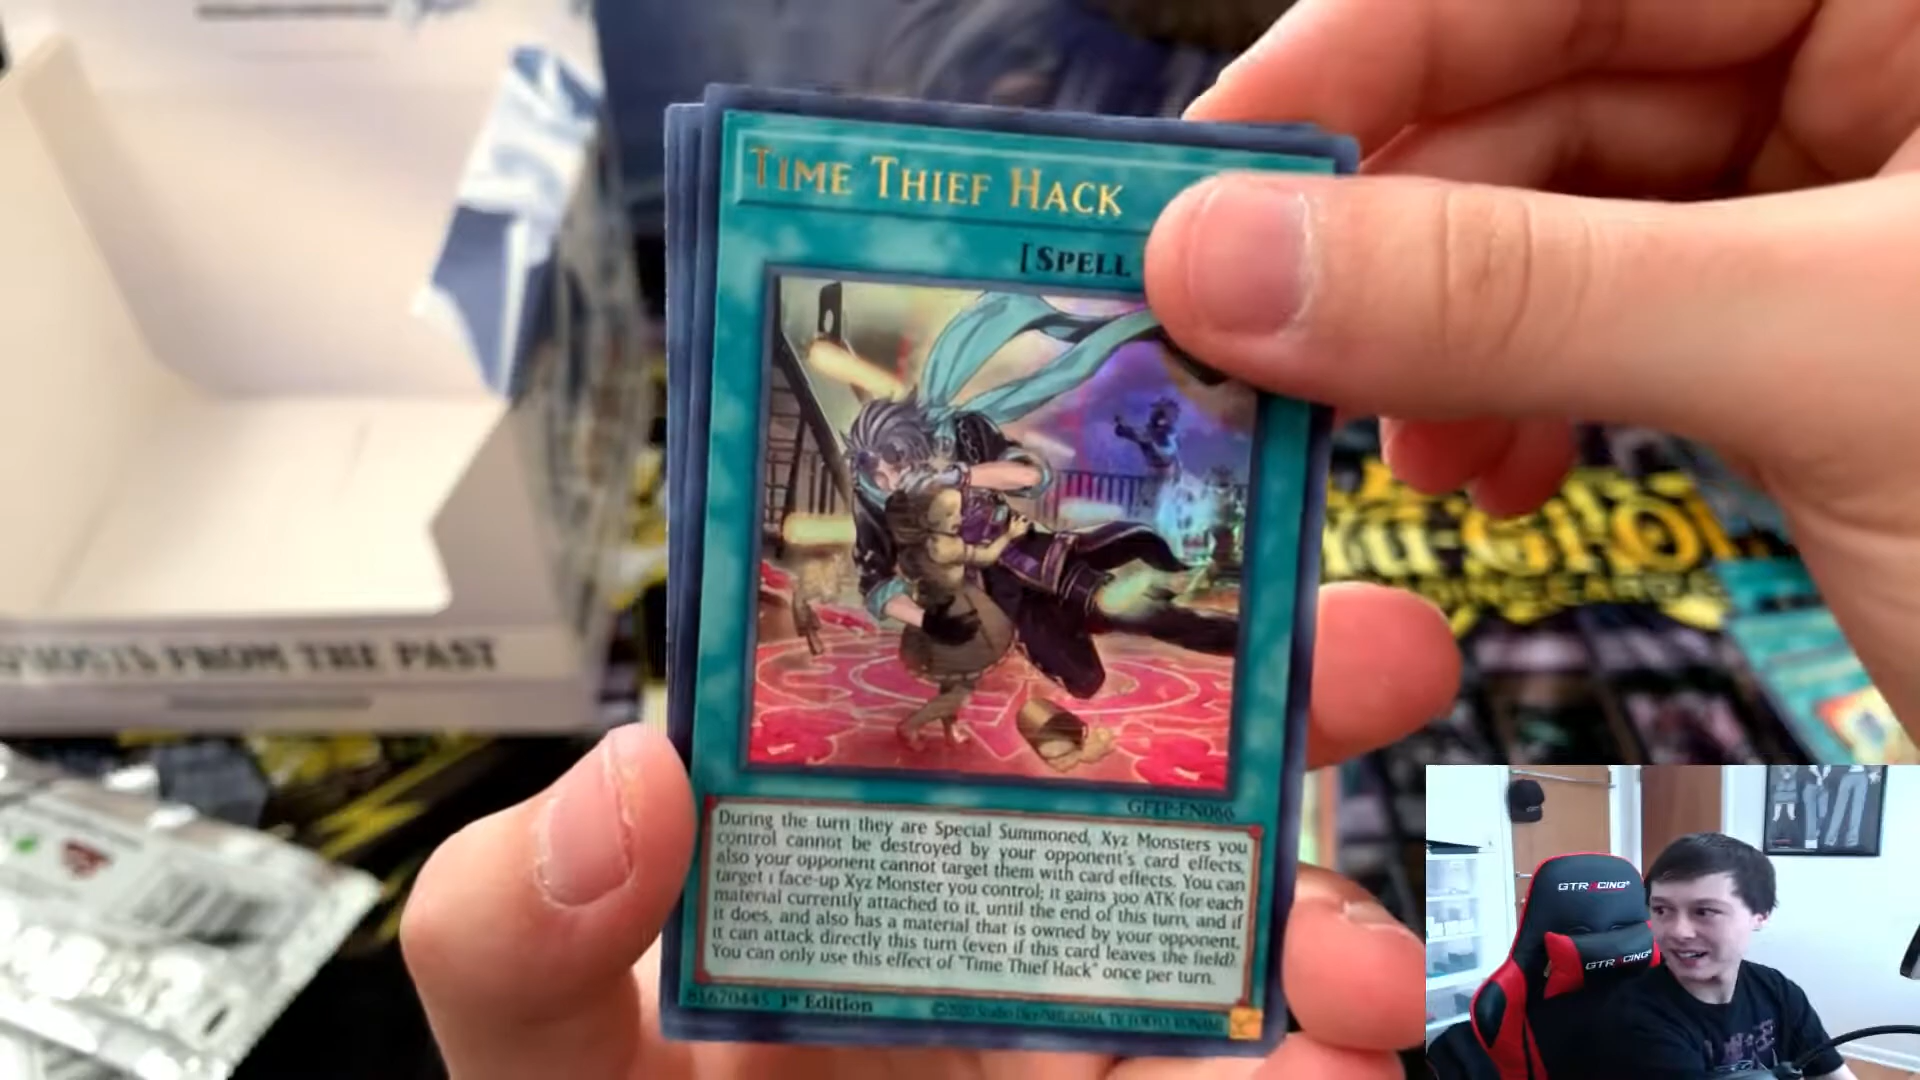 TIME THIEF HACK
[SPELL
GFTP-EN066
During the turn they are Special Summoned, Xyz Monsters you
control cannot be destroyed by your opponent's card effects,
also your opponent cannot target them with card effects. You can
target 1 face-up Xyz Monster you control; it gains 300 ATK for each
material currently attached to it, until the end of this turn, and if
it does, and also has a material that is owned by your opponent,
it can attack directly this turn (even if this card leaves the field).
You can only use this effect of "Time Thief Hack" once per turn.
81670445 1st Edition
©2020 Studio Dice/SHUEISHA, TV TOKYO, KONAMI
GHOSTS FROM THE PAST
YU-GI-OH!
GTRACING
GTRACING